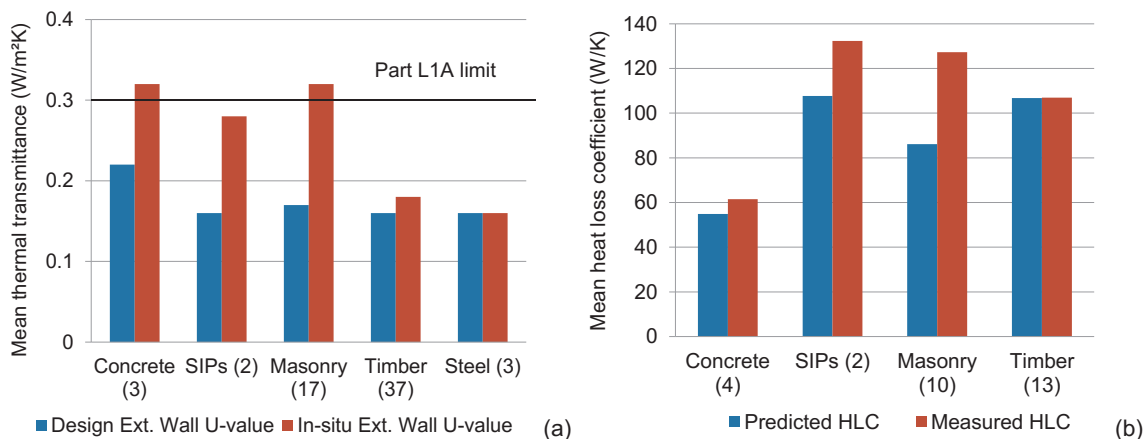 Mean thermal transmittance (W/m²K)
0.4
0.3
0.2
0.1
0
Part L1A limit
Concrete
(3)
SIPs (2)
Masonry
(17)
Timber
(37)
Steel (3)
Design Ext. Wall U-value
In-situ Ext. Wall U-value
(a)
Mean heat loss coefficient (W/K)
140
120
100
80
60
40
20
0
Concrete
(4)
SIPs (2)
Masonry
(10)
Timber
(13)
Predicted HLC
Measured HLC
(b)